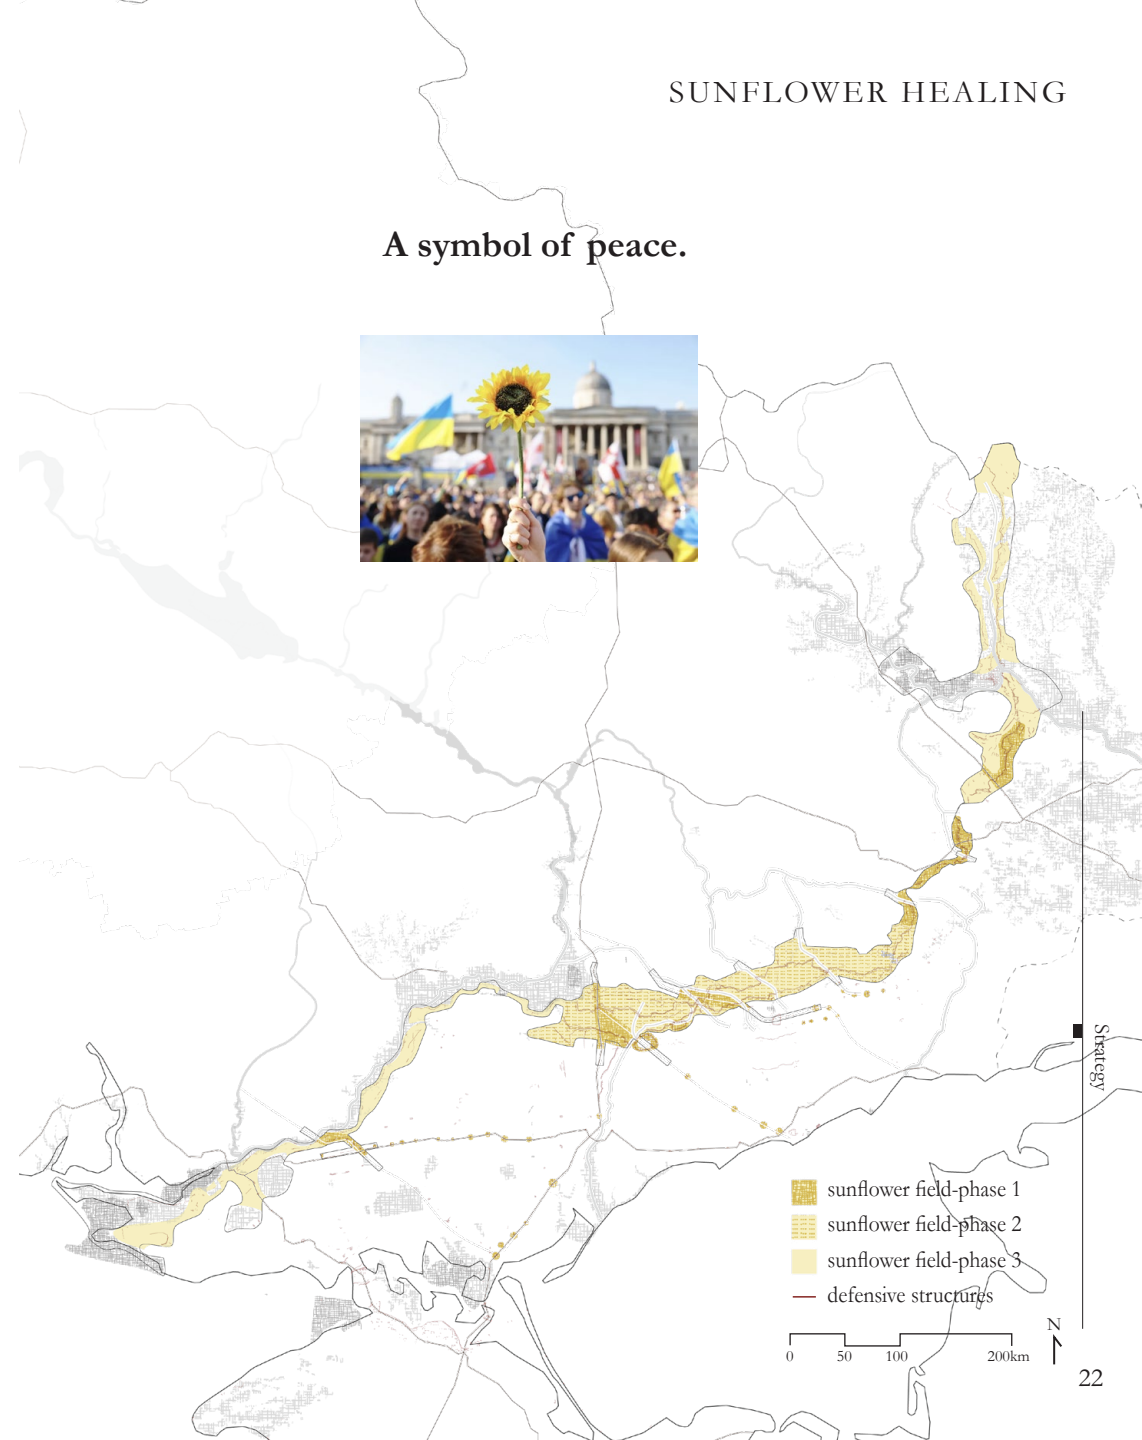 SUNFLOWER HEALING
A symbol of peace.
sunflower field-phase 1
sunflower field-phase 2
sunflower field-phase 3
defensive structures
0 50 100 200km
N
Strategy
22